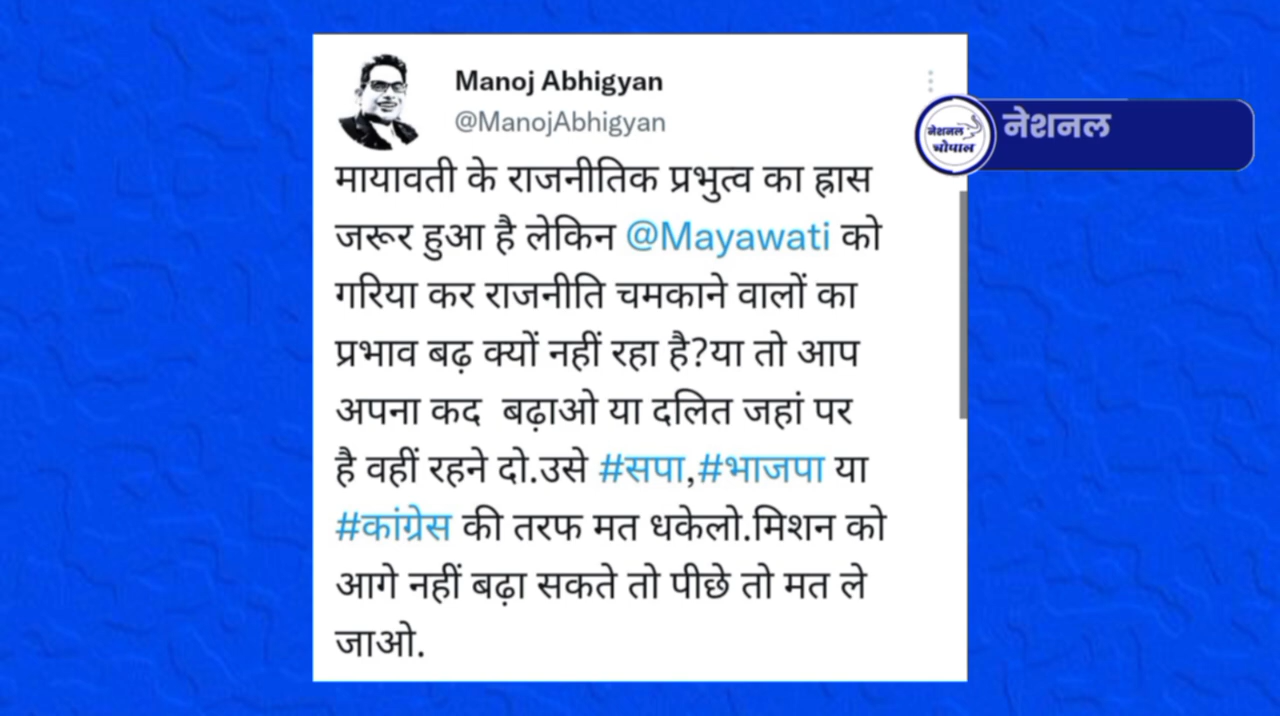 Manoj Abhigyan
@ManojAbhigyan
नेशनल
चौपाल
नेशनल
मायावती के राजनीतिक प्रभुत्व का ह्रास
जरूर हुआ है लेकिन @Mayawati को
गरिया कर राजनीति चमकाने वालों का
प्रभाव बढ़ क्यों नहीं रहा है?या तो आप
अपना कद  बढ़ाओ या दलित जहां पर
है वहीं रहने दो.उसे #सपा,#भाजपा या
#कांग्रेस की तरफ मत धकेलो.मिशन को
आगे नहीं बढ़ा सकते तो पीछे तो मत ले
जाओ.